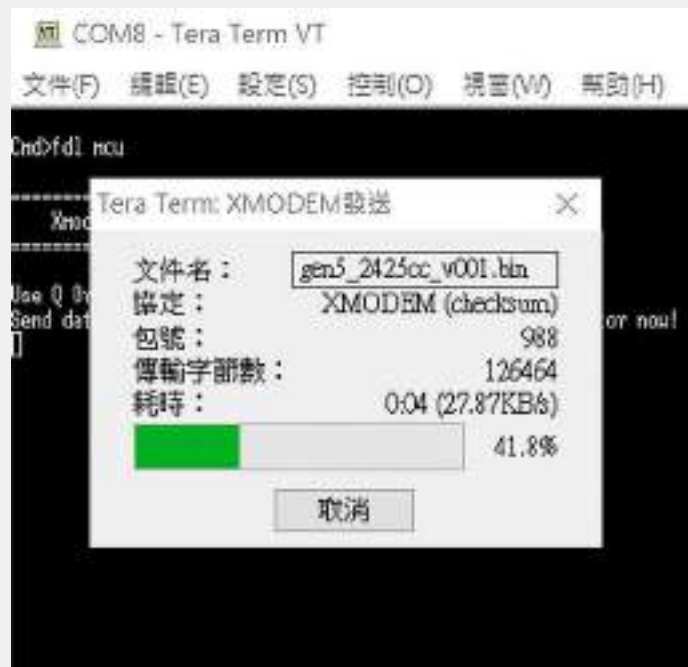 COM8 - Tera Term VT
文件(F) 編輯(E) 設定(S) 控制(O) 視窗(W) 幫助(H)
Cmd>fdl mcu
Tera Term: XMODEM發送
Xmod
文件名： gen5_2425cc_v001.bin
協定： XMODEM (checksum)
包號： 988
傳輸字節數： 126464
耗時： 0:04 (27.87KB/s)
41.8%
取消
Use Q
Send dat
or now!